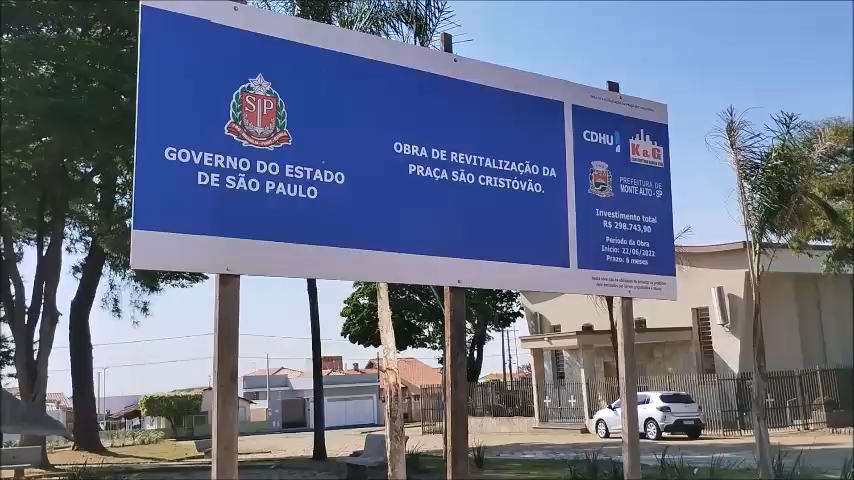 SP
GOVERNO DO ESTADO
DE SÃO PAULO
OBRA DE REVITALIZAÇÃO DA
PRAÇA SÃO CRISTÓVÃO.
CDHU
K&G
PREFEITURA DE
MONTE ALTO-SP
Investimento total
R$ 298.743,90
Período da Obra
Início: 22/06/2022
Prazo: 6 meses